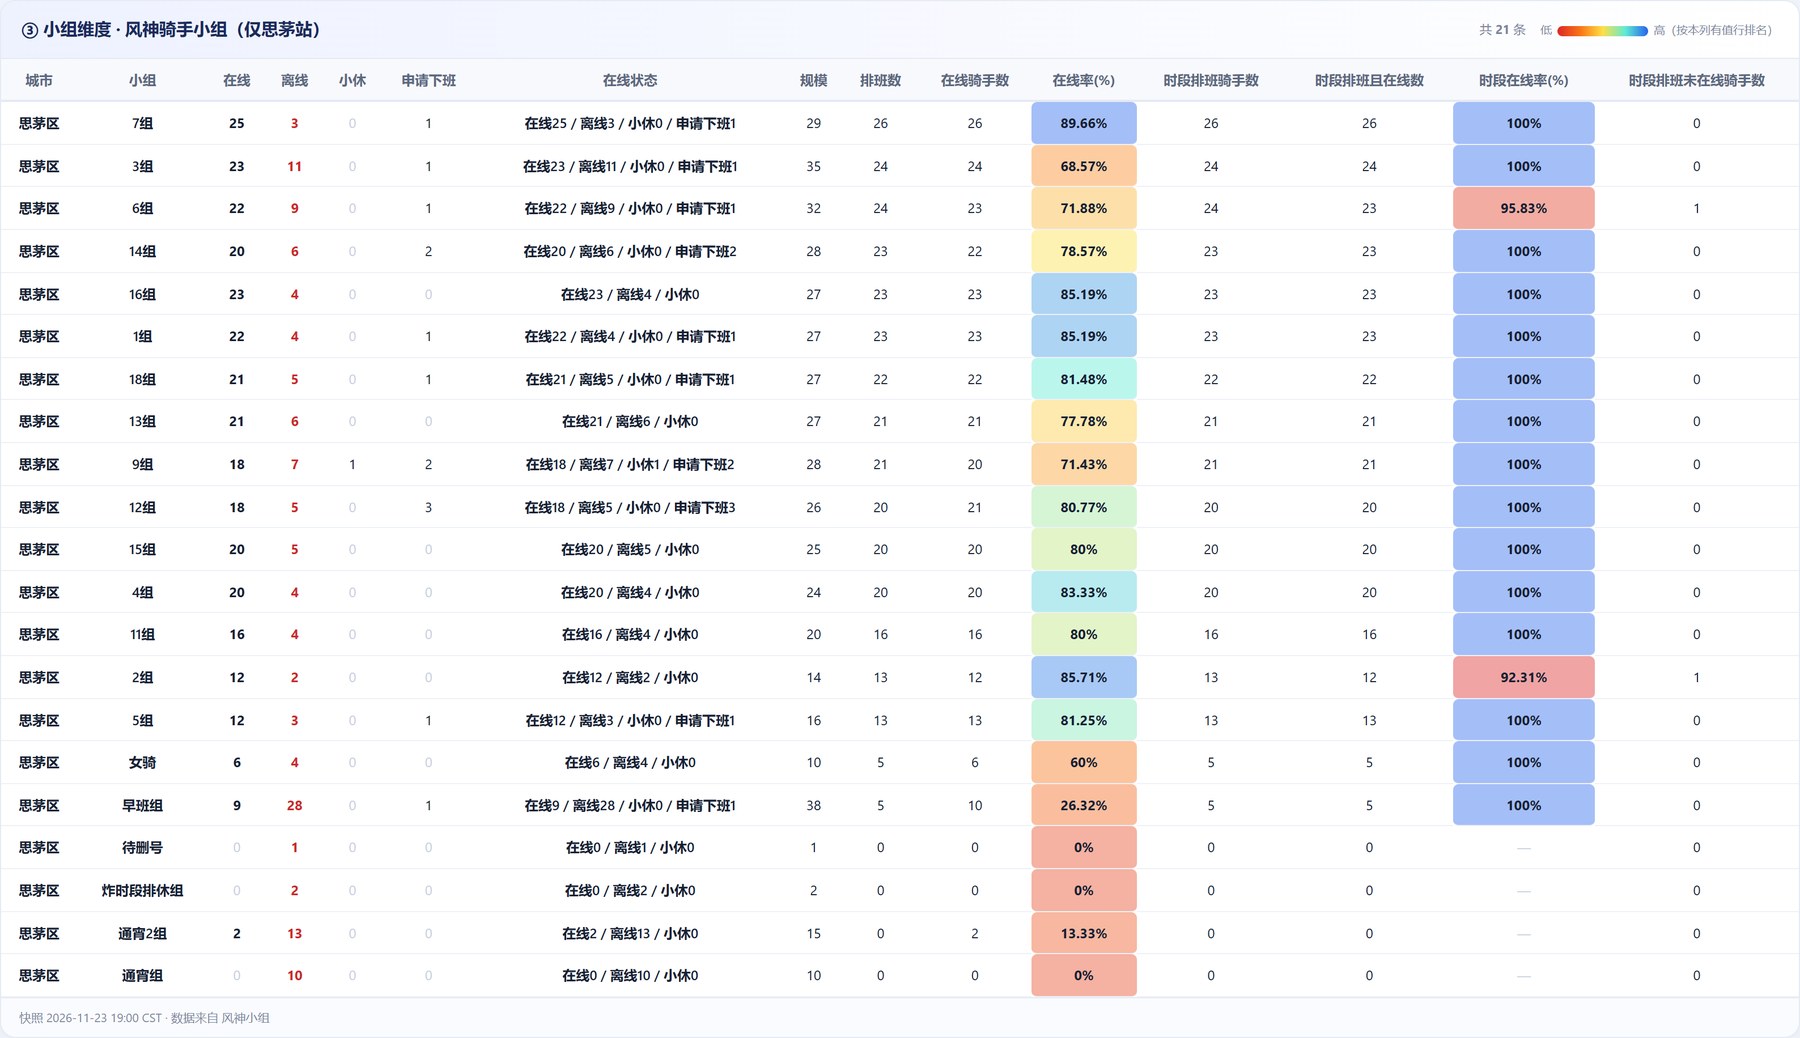 ③ 小组维度 · 风神骑手小组（仅思茅站）
共 21 条 低 高 (按本列有值行排名)
城市 小组 在线 离线 小休 申请下班 在线状态 规模 排班数 在线骑手数 在线率(%) 时段排班骑手数 时段排班且在线数 时段在线率(%) 时段排班未在线骑手数
思茅区 7组 25 3 0 1 在线25 / 离线3 / 小休0 / 申请下班1 29 26 26 89.66% 26 26 100% 0
思茅区 3组 23 11 0 1 在线23 / 离线11 / 小休0 / 申请下班1 35 24 24 68.57% 24 24 100% 0
思茅区 6组 22 9 0 1 在线22 / 离线9 / 小休0 / 申请下班1 32 24 23 71.88% 24 23 95.83% 1
思茅区 14组 20 6 0 2 在线20 / 离线6 / 小休0 / 申请下班2 28 23 22 78.57% 23 23 100% 0
思茅区 16组 23 4 0 0 在线23 / 离线4 / 小休0 27 23 23 85.19% 23 23 100% 0
思茅区 1组 22 4 0 1 在线22 / 离线4 / 小休0 / 申请下班1 27 23 23 85.19% 23 23 100% 0
思茅区 18组 21 5 0 1 在线21 / 离线5 / 小休0 / 申请下班1 27 22 22 81.48% 22 22 100% 0
思茅区 13组 21 6 0 0 在线21 / 离线6 / 小休0 27 21 21 77.78% 21 21 100% 0
思茅区 9组 18 7 1 2 在线18 / 离线7 / 小休1 / 申请下班2 28 21 20 71.43% 21 21 100% 0
思茅区 12组 18 5 0 3 在线18 / 离线5 / 小休0 / 申请下班3 26 20 21 80.77% 20 20 100% 0
思茅区 15组 20 5 0 0 在线20 / 离线5 / 小休0 25 20 20 80% 20 20 100% 0
思茅区 4组 20 4 0 0 在线20 / 离线4 / 小休0 24 20 20 83.33% 20 20 100% 0
思茅区 11组 16 4 0 0 在线16 / 离线4 / 小休0 20 16 16 80% 16 16 100% 0
思茅区 2组 12 2 0 0 在线12 / 离线2 / 小休0 14 13 12 85.71% 13 12 92.31% 1
思茅区 5组 12 3 0 1 在线12 / 离线3 / 小休0 / 申请下班1 16 13 13 81.25% 13 13 100% 0
思茅区 女骑 6 4 0 0 在线6 / 离线4 / 小休0 10 5 6 60% 5 5 100% 0
思茅区 早班组 9 28 0 1 在线9 / 离线28 / 小休0 / 申请下班1 38 5 10 26.32% 5 5 100% 0
思茅区 待删号 0 1 0 0 在线0 / 离线1 / 小休0 1 0 0 0% 0 0 — 0
思茅区 炸时段排休组 0 2 0 0 在线0 / 离线2 / 小休0 2 0 0 0% 0 0 — 0
思茅区 通宵2组 2 13 0 0 在线2 / 离线13 / 小休0 15 0 2 13.33% 0 0 — 0
思茅区 通宵组 0 10 0 0 在线0 / 离线10 / 小休0 10 0 0 0% 0 0 — 0
快照 2026-11-23 19:00 CST · 数据来自 风神小组